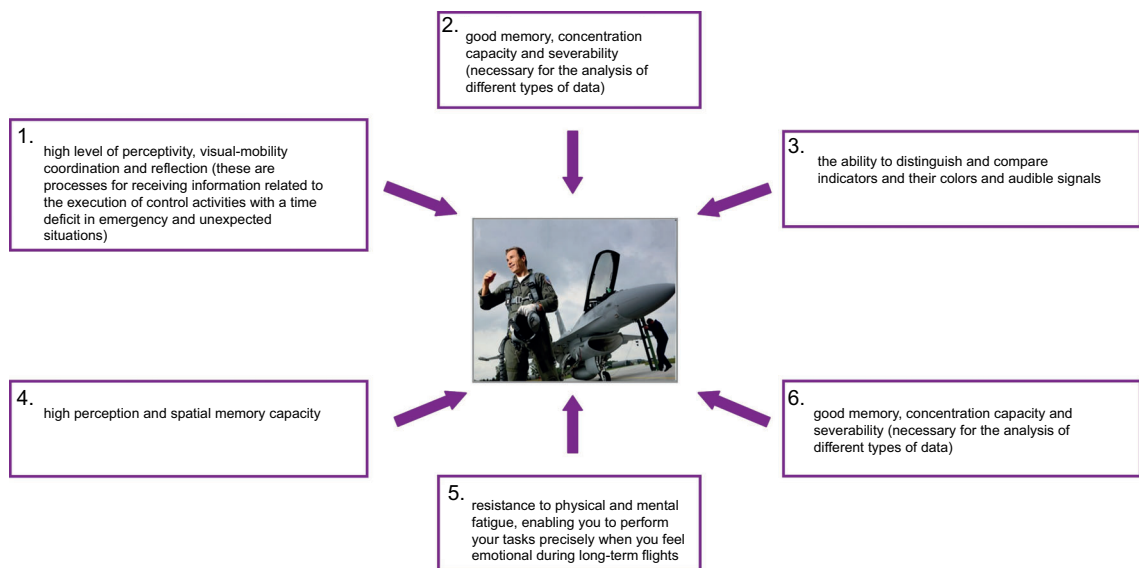 1.
high level of perceptivity, visual-mobility
coordination and reflection (these are
processes for receiving information related to
the execution of control activities with a time
deficit in emergency and unexpected
situations)
2.
good memory, concentration
capacity and severability
(necessary for the analysis of
different types of data)
3.
the ability to distinguish and compare
indicators and their colors and audible signals
4.
high perception and spatial memory capacity
5.
resistance to physical and mental
fatigue, enabling you to perform
your tasks precisely when you feel
emotional during long-term flights
6.
good memory, concentration capacity and
severability (necessary for the analysis of
different types of data)